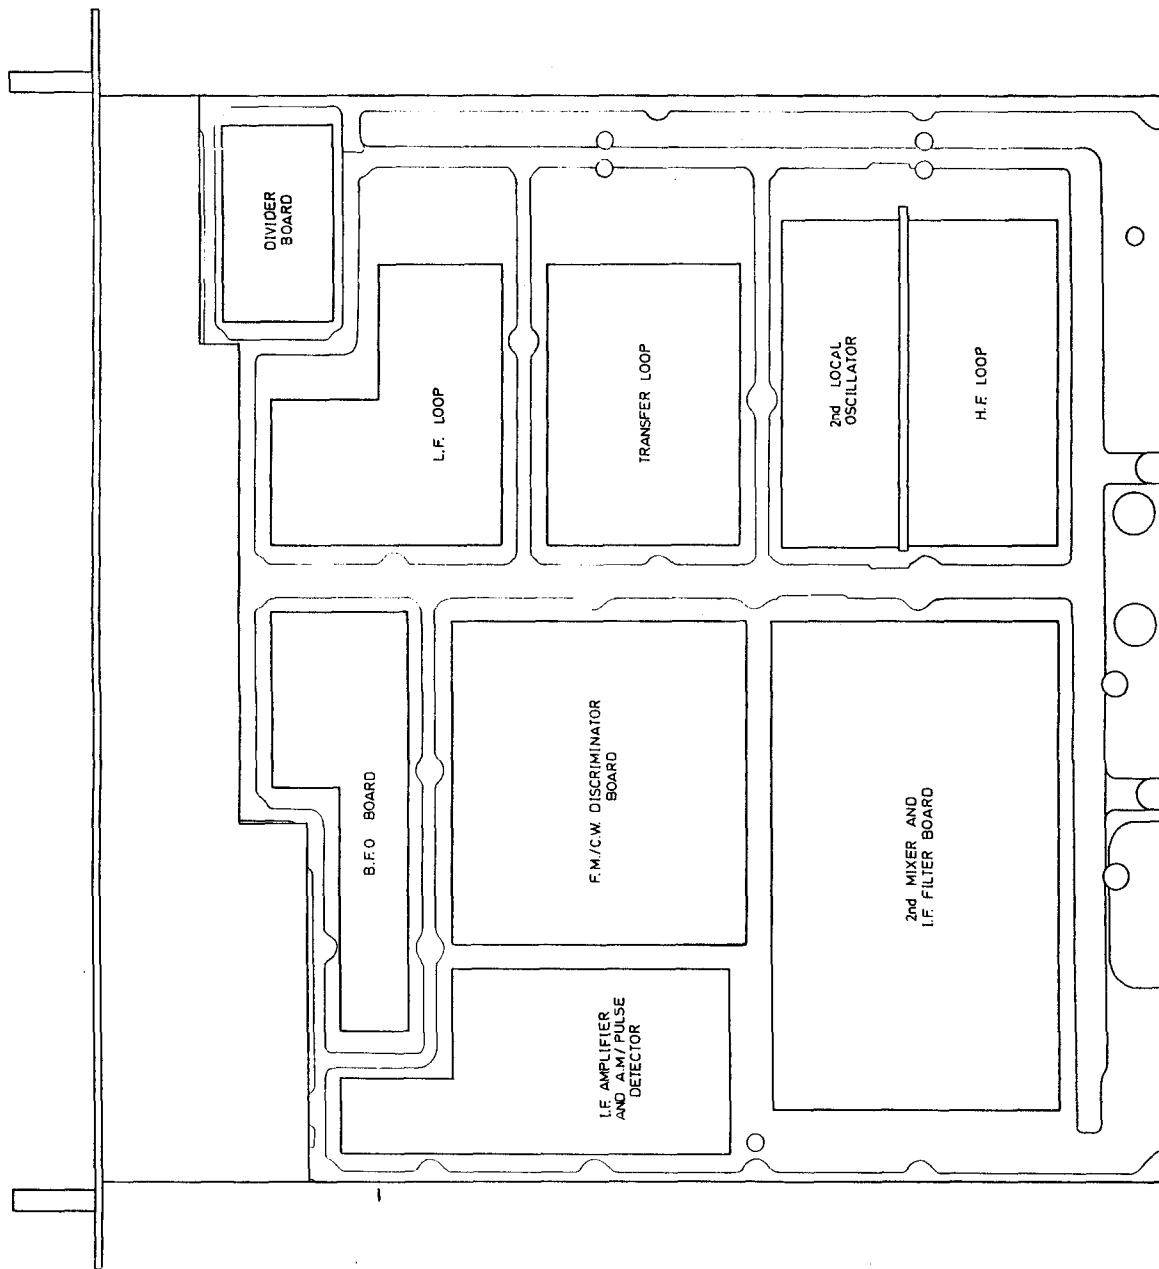 DIVIDER
BOARD
L.F. LOOP
TRANSFER LOOP
2nd LOCAL
OSCILLATOR
H.F. LOOP
B.F.O BOARD
F.M./C.W. DISCRIMINATOR
BOARD
2nd MIXER AND
I.F. FILTER BOARD
I.F. AMPLIFIER
AND A.M/PULSE
DETECTOR